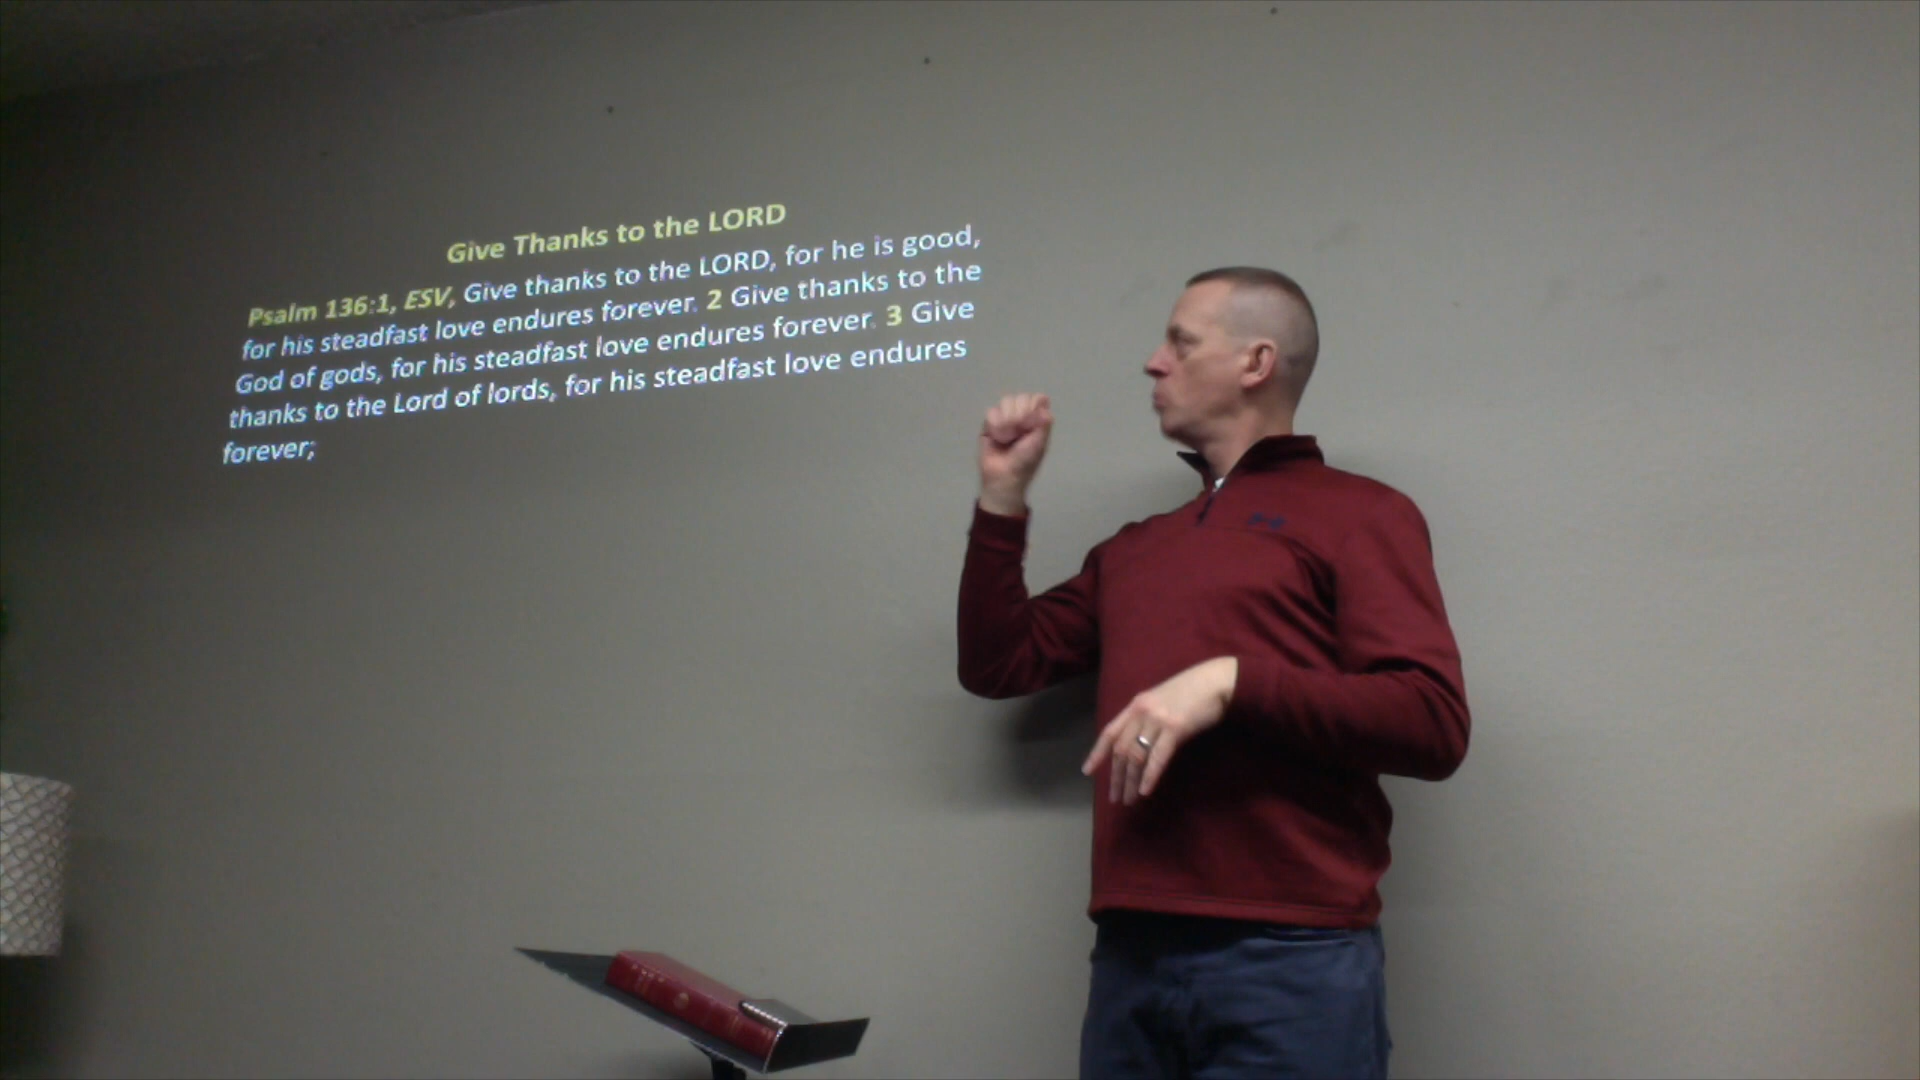 Give Thanks to the LORD
Psalm 136:1, ESV, Give thanks to the LORD, for he is good,
for his steadfast love endures forever. 2 Give thanks to the
God of gods, for his steadfast love endures forever. 3 Give
thanks to the Lord of lords, for his steadfast love endures
forever;